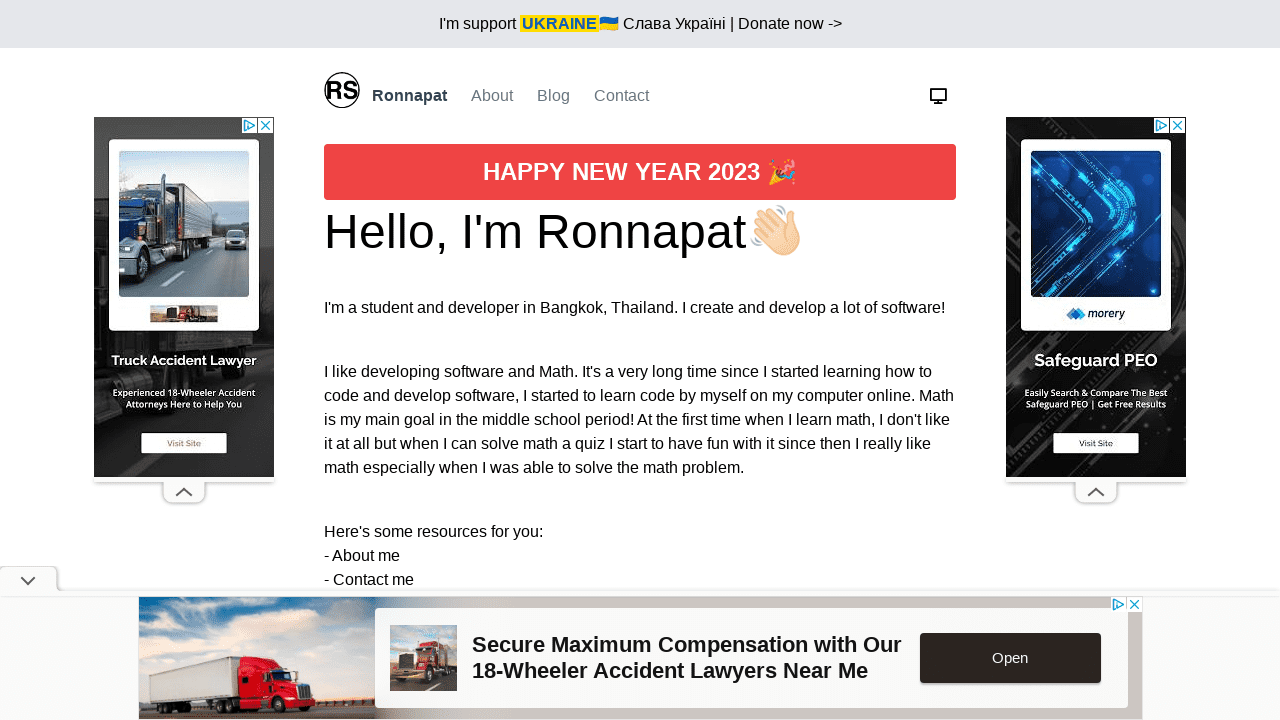 I'm support UKRAINE🇺🇦 Слава Україні | Donate now ->
RS Ronnapat About Blog Contact
HAPPY NEW YEAR 2023 🎉
Hello, I'm Ronnapat👋🏻
I'm a student and developer in Bangkok, Thailand. I create and develop a lot of software!
I like developing software and Math. It's a very long time since I started learning how to
code and develop software, I started to learn code by myself on my computer online. Math
is my main goal in the middle school period! At the first time when I learn math, I don't like
it at all but when I can solve math a quiz I start to have fun with it since then I really like
math especially when I was able to solve the math problem.
Here's some resources for you:
- About me
- Contact me
Truck Accident Lawyer
Experienced 18-Wheeler Accident
Attorneys Here to Help You
Visit Site
morery
Safeguard PEO
Easily Search & Compare The Best
Safeguard PEO | Get Free Results
Visit Site
Secure Maximum Compensation with Our
18-Wheeler Accident Lawyers Near Me
Open